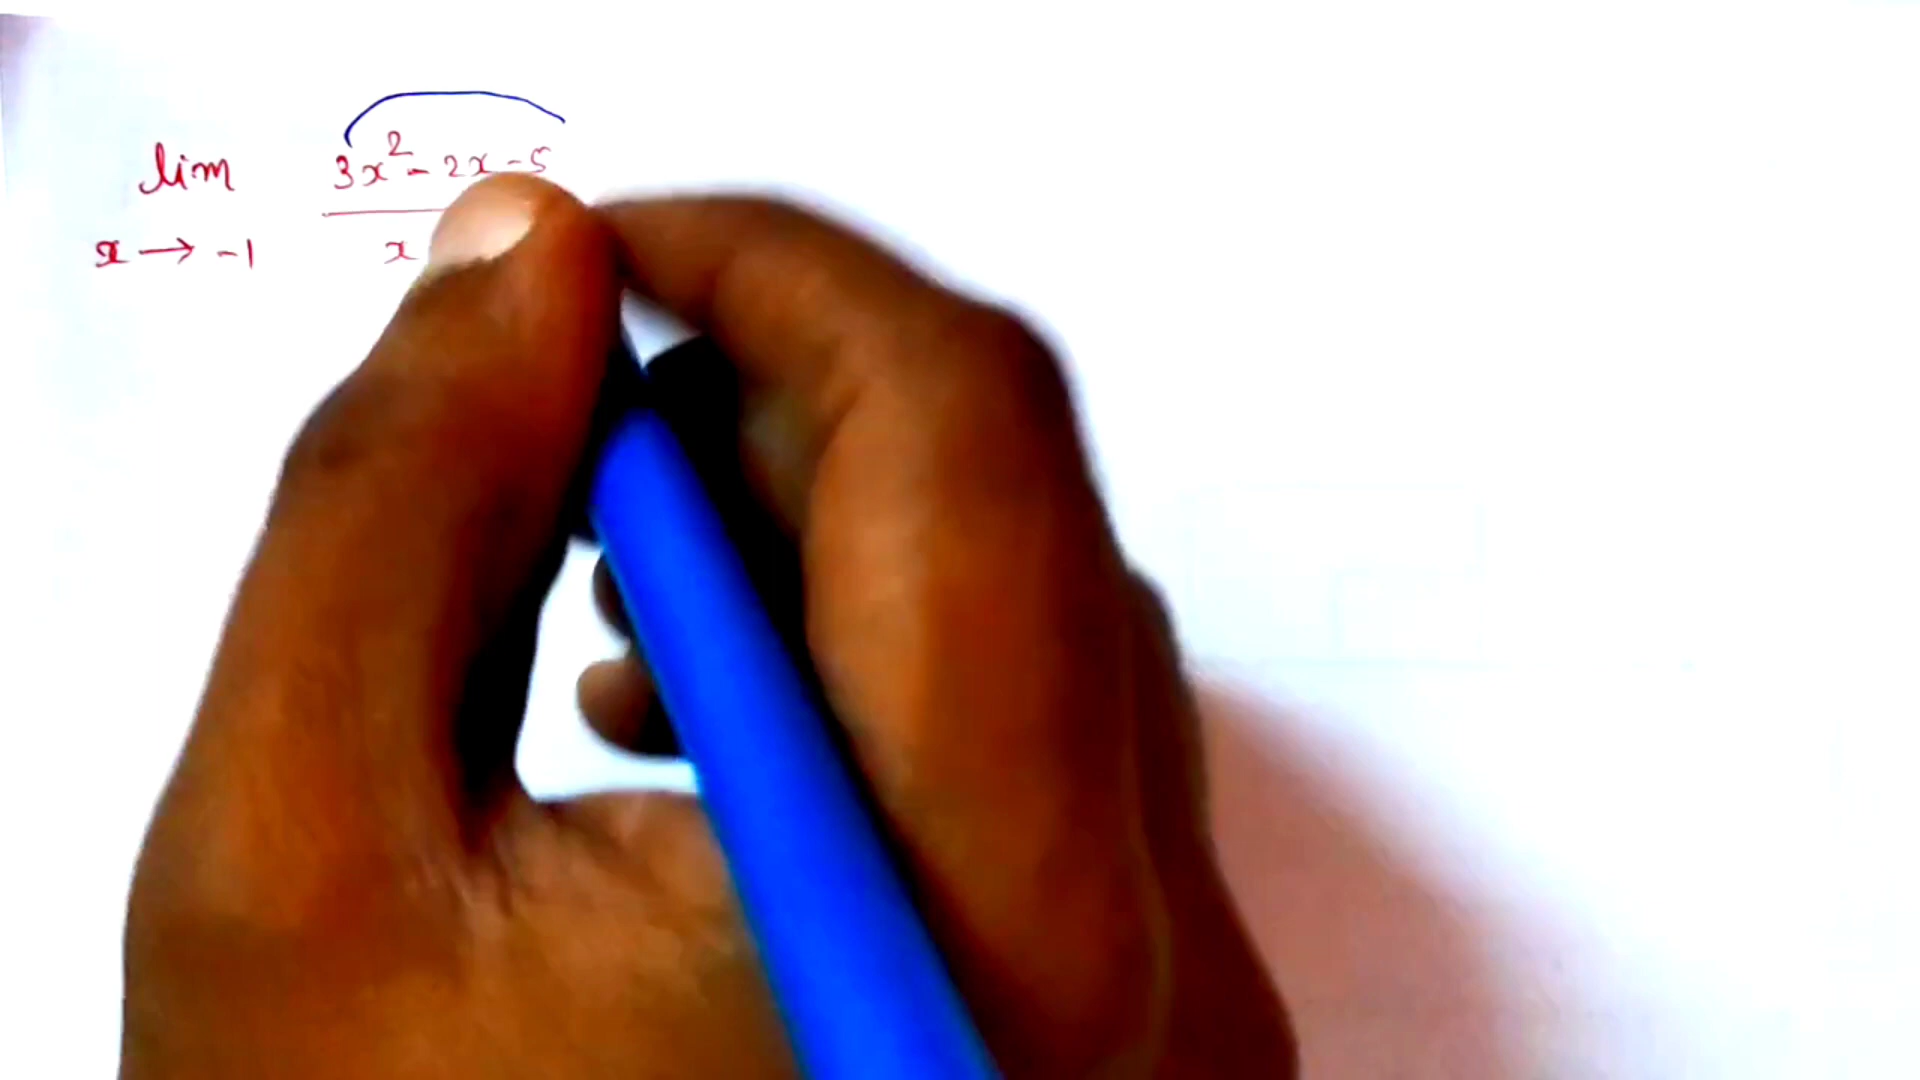 lim 3x² - 2x - 5
x → -1 x